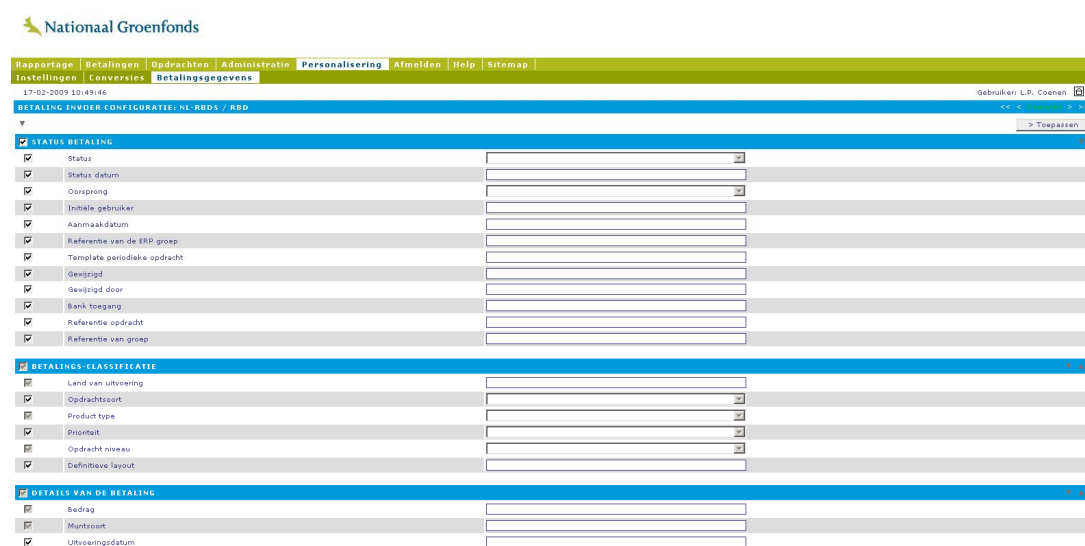 Nationaal Groenfonds
Rapportage Betalingen Opdrachten Administratie Personalisering Afmelden Help Sitemap
Instellingen Conversies Betalingsgegevens
17-02-2009 10:49:46 Gebruiker: L.P. Coenen
BETALING INVOER CONFIGURATIE: NL-RBDS / RBD << < > >
> Toepassen
STATUS BETALING
Status
Status datum
Oorsprong
Initiële gebruiker
Aanmaakdatum
Referentie van de ERP groep
Template periodieke opdracht
Gewijzigd
Gewijzigd door
Bank toegang
Referentie opdracht
Referentie van groep
BETALINGS-CLASSIFICATIE
Land van uitvoering
Opdrachtsoort
Product type
Prioriteit
Opdracht niveau
Definitieve layout
DETAILS VAN DE BETALING
Bedrag
Muntsoort
Uitvoeringsdatum